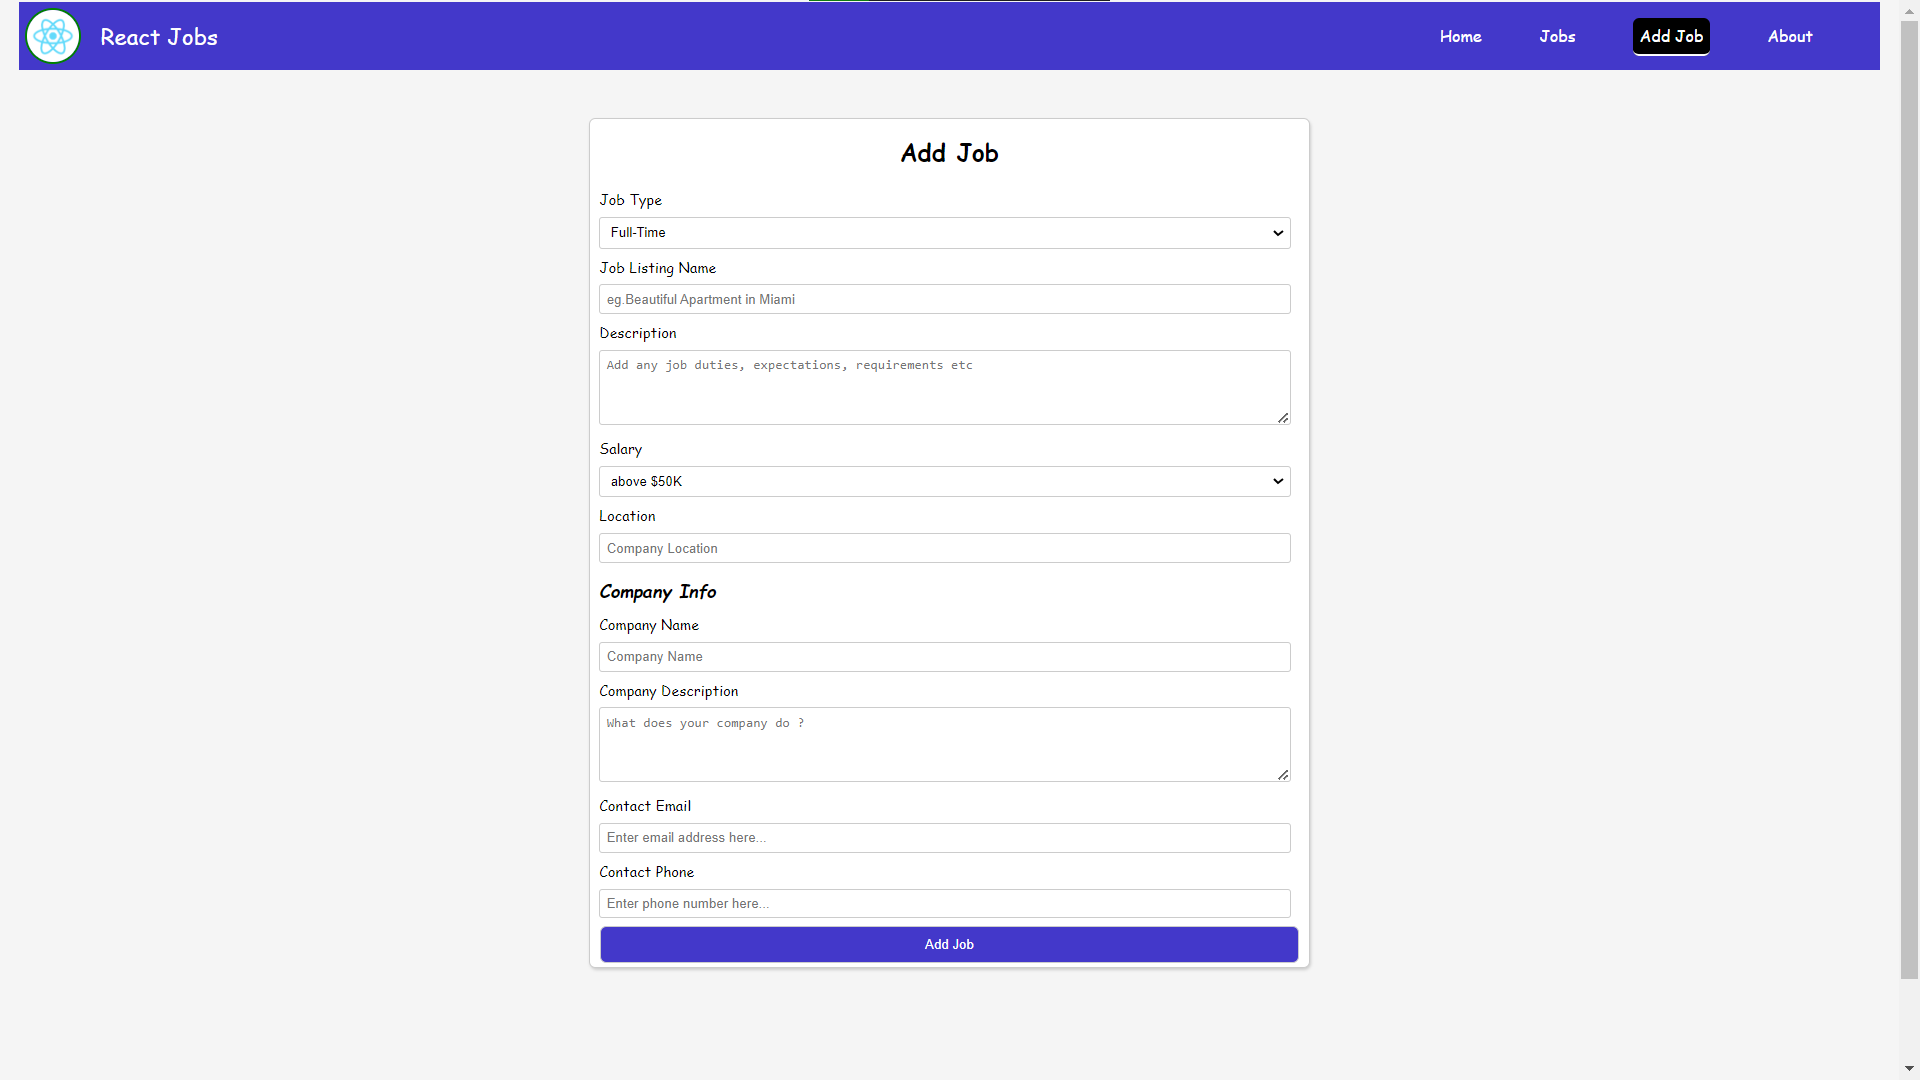 React Jobs
Home Jobs Add Job About
Add Job
Job Type
Full-Time
Job Listing Name
eg.Beautiful Apartment in Miami
Description
Add any job duties, expectations, requirements etc
Salary
above $50K
Location
Company Location
Company Info
Company Name
Company Name
Company Description
What does your company do ?
Contact Email
Enter email address here...
Contact Phone
Enter phone number here...
Add Job